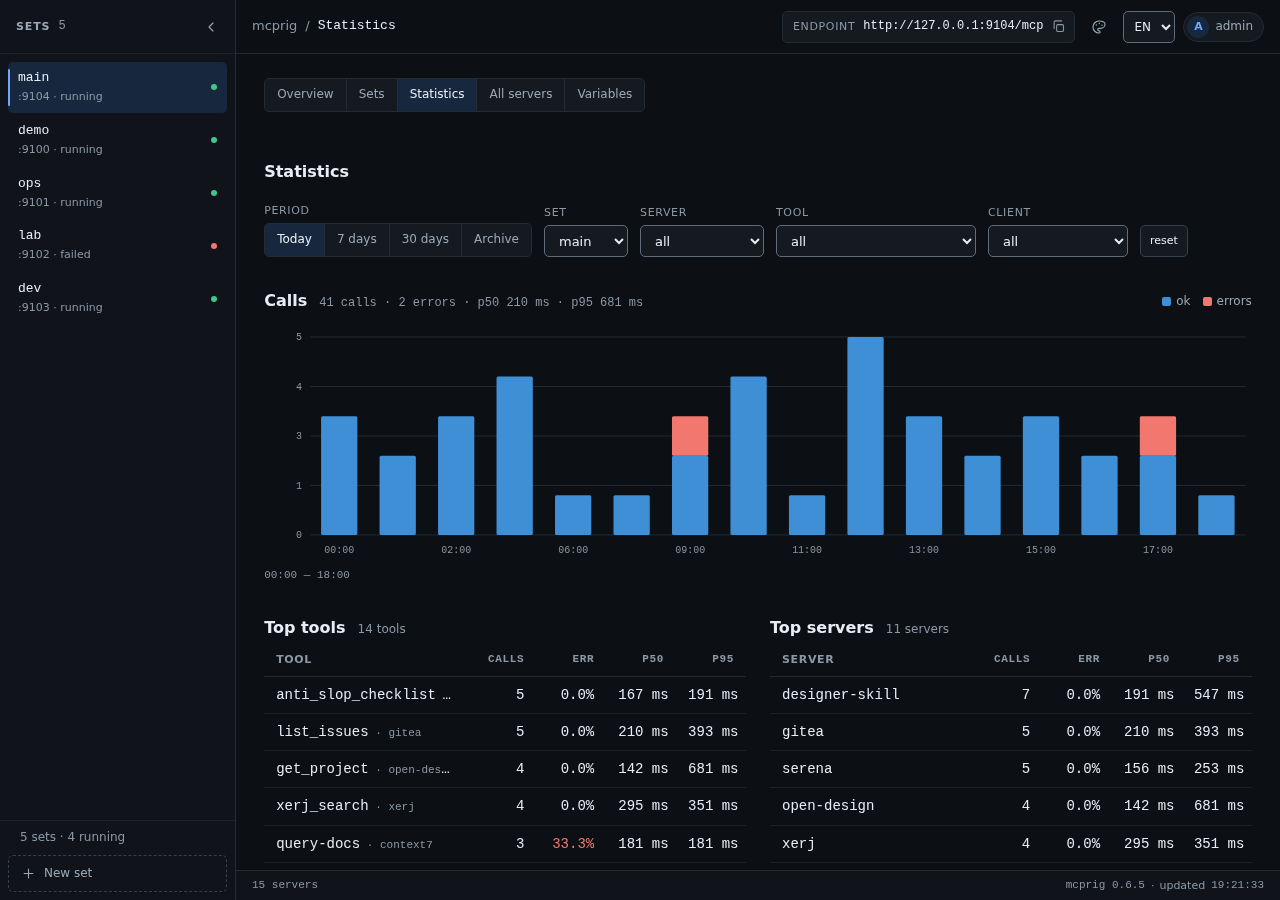 SETS 5
mcprig / Statistics
ENDPOINT http://127.0.0.1:9104/mcp
EN
A admin
main
:9104 · running
demo
:9100 · running
ops
:9101 · running
lab
:9102 · failed
dev
:9103 · running
5 sets · 4 running
New set
Overview Sets Statistics All servers Variables
Statistics
PERIOD SET SERVER TOOL CLIENT
Today 7 days 30 days Archive main all all all reset
Calls 41 calls · 2 errors · p50 210 ms · p95 681 ms ok errors
5
4
3
1
0
00:00 02:00 06:00 09:00 11:00 13:00 15:00 17:00
00:00 — 18:00
Top tools 14 tools
TOOL CALLS ERR P50 P95
anti_slop_checklist … 5 0.0% 167 ms 191 ms
list_issues · gitea 5 0.0% 210 ms 393 ms
get_project · open-des… 4 0.0% 142 ms 681 ms
xerj_search · xerj 4 0.0% 295 ms 351 ms
query-docs · context7 3 33.3% 181 ms 181 ms
Top servers 11 servers
SERVER CALLS ERR P50 P95
designer-skill 7 0.0% 191 ms 547 ms
gitea 5 0.0% 210 ms 393 ms
serena 5 0.0% 156 ms 253 ms
open-design 4 0.0% 142 ms 681 ms
xerj 4 0.0% 295 ms 351 ms
15 servers
mcprig 0.6.5 · updated 19:21:33